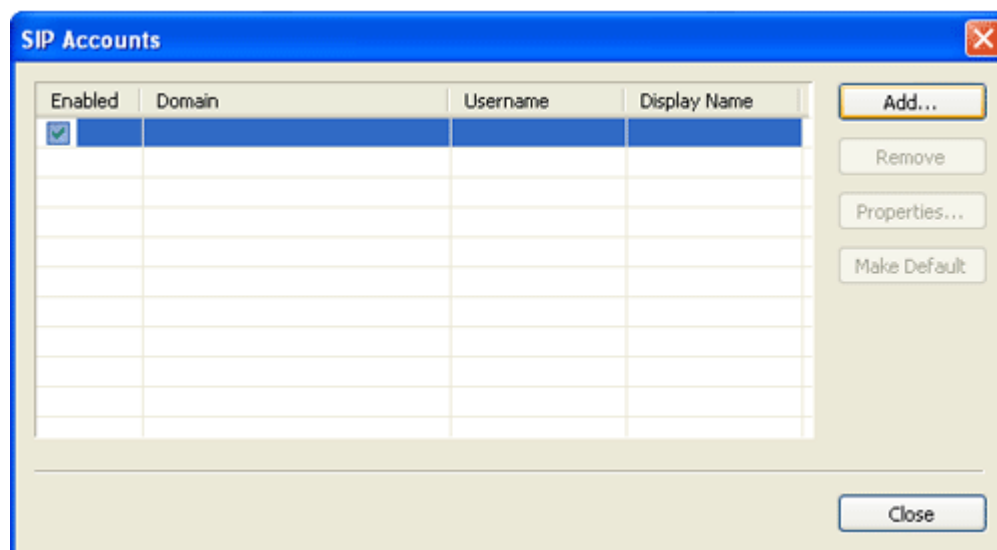 SIP Accounts
Enabled Domain Username Display Name
Add...
Remove
Properties...
Make Default
Close